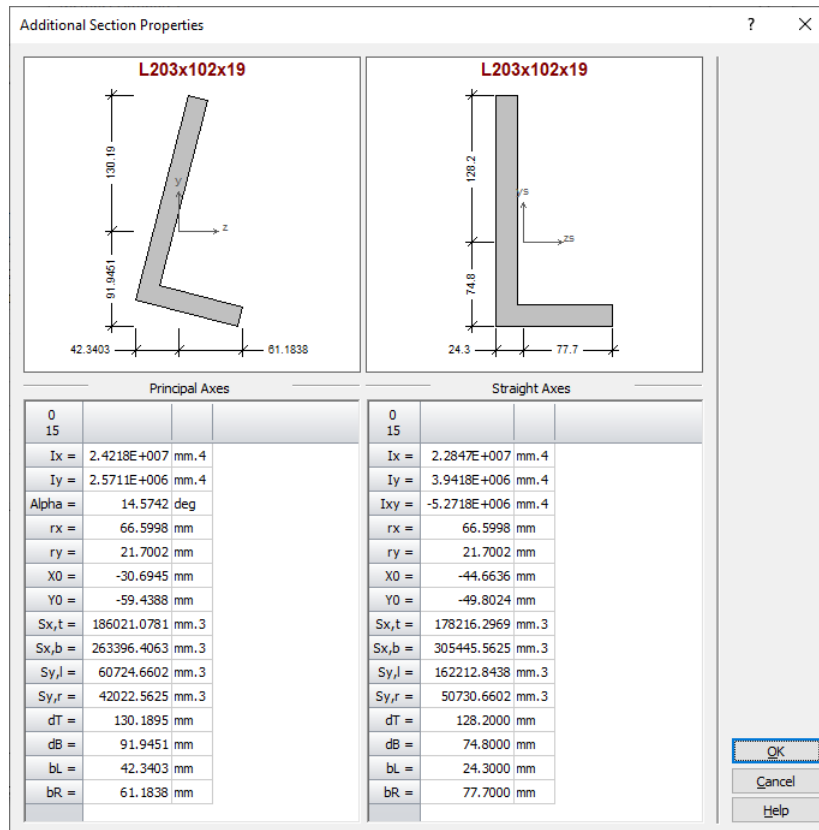 Additional Section Properties
? ×
L203x102x19
130.19
91.9451
y
z
42.3403
61.1838
L203x102x19
128.2
74.8
ys
zs
24.3
77.7
Principal Axes
0
15
Ix = 2.4218E+007 mm.4
Iy = 2.5711E+006 mm.4
Alpha = 14.5742 deg
rx = 66.5998 mm
ry = 21.7002 mm
X0 = -30.6945 mm
Y0 = -59.4388 mm
Sx,t = 186021.0781 mm.3
Sx,b = 263396.4063 mm.3
Sy,l = 60724.6602 mm.3
Sy,r = 42022.5625 mm.3
dT = 130.1895 mm
dB = 91.9451 mm
bL = 42.3403 mm
bR = 61.1838 mm
Straight Axes
0
15
Ix = 2.2847E+007 mm.4
Iy = 3.9418E+006 mm.4
Ixy = -5.2718E+006 mm.4
rx = 66.5998 mm
ry = 21.7002 mm
X0 = -44.6636 mm
Y0 = -49.8024 mm
Sx,t = 178216.2969 mm.3
Sx,b = 305445.5625 mm.3
Sy,l = 162212.8438 mm.3
Sy,r = 50730.6602 mm.3
dT = 128.2000 mm
dB = 74.8000 mm
bL = 24.3000 mm
bR = 77.7000 mm
OK
Cancel
Help